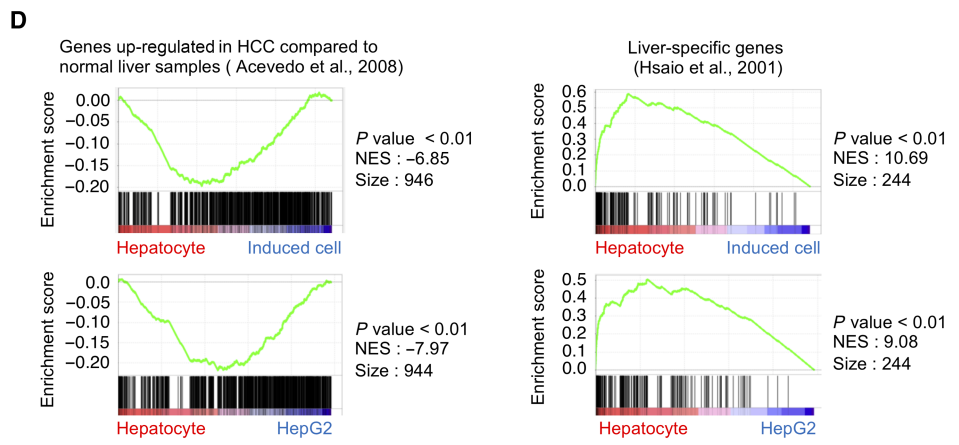 D
Genes up-regulated in HCC compared to
normal liver samples ( Acevedo et al., 2008)
Enrichment score
0.00
−0.05
−0.10
−0.15
−0.20
P value < 0.01
NES : −6.85
Size : 946
Hepatocyte Induced cell
Liver-specific genes
(Hsaio et al., 2001)
Enrichment score
0.6
0.5
0.4
0.3
0.2
0.1
0.0
P value < 0.01
NES : 10.69
Size : 244
Hepatocyte Induced cell
Enrichment score
0.0
−0.05
−0.10
−0.15
−0.20
P value < 0.01
NES : −7.97
Size : 944
Hepatocyte HepG2
Enrichment score
0.5
0.4
0.3
0.2
0.1
0.0
P value < 0.01
NES : 9.08
Size : 244
Hepatocyte HepG2